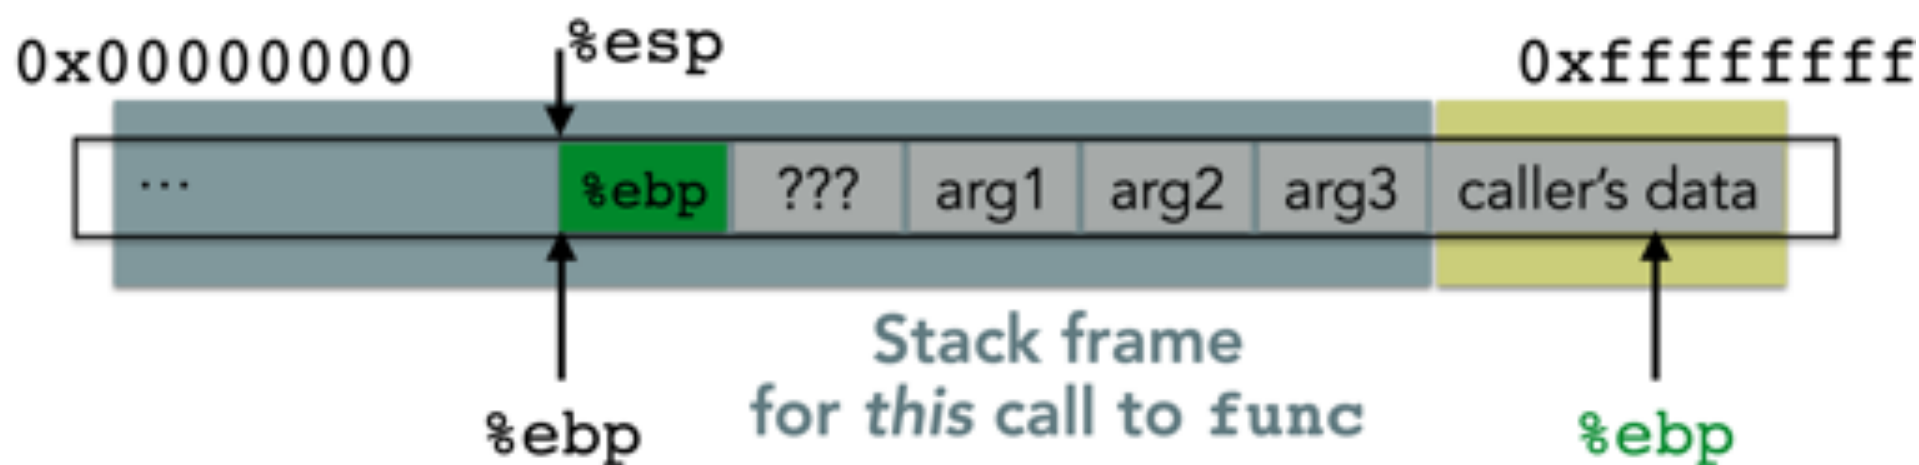 0x00000000 %esp 0xffffffff
... %ebp ??? arg1 arg2 arg3 caller's data
Stack frame
for this call to func
%ebp %ebp